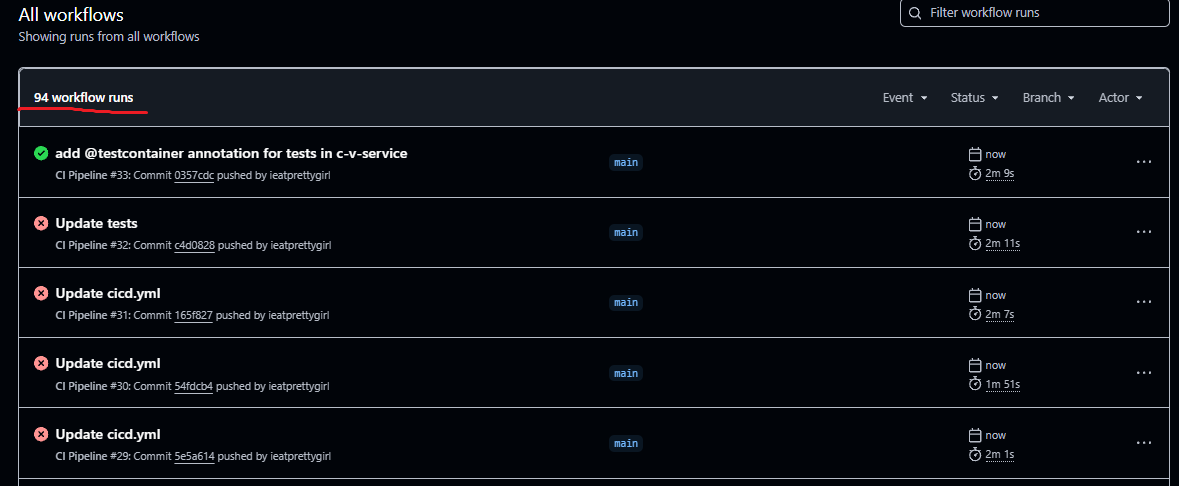 All workflows
Filter workflow runs
Showing runs from all workflows
94 workflow runs
Event
Status
Branch
Actor
add @testcontainer annotation for tests in c-v-service
CI Pipeline #33: Commit 0357cdc pushed by ieatprettygirl
main
now
2m 9s
Update tests
CI Pipeline #32: Commit c4d0828 pushed by ieatprettygirl
main
now
2m 11s
Update cicd.yml
CI Pipeline #31: Commit 165f827 pushed by ieatprettygirl
main
now
2m 7s
Update cicd.yml
CI Pipeline #30: Commit 54fdcb4 pushed by ieatprettygirl
main
now
1m 51s
Update cicd.yml
CI Pipeline #29: Commit 5e5a614 pushed by ieatprettygirl
main
now
2m 1s